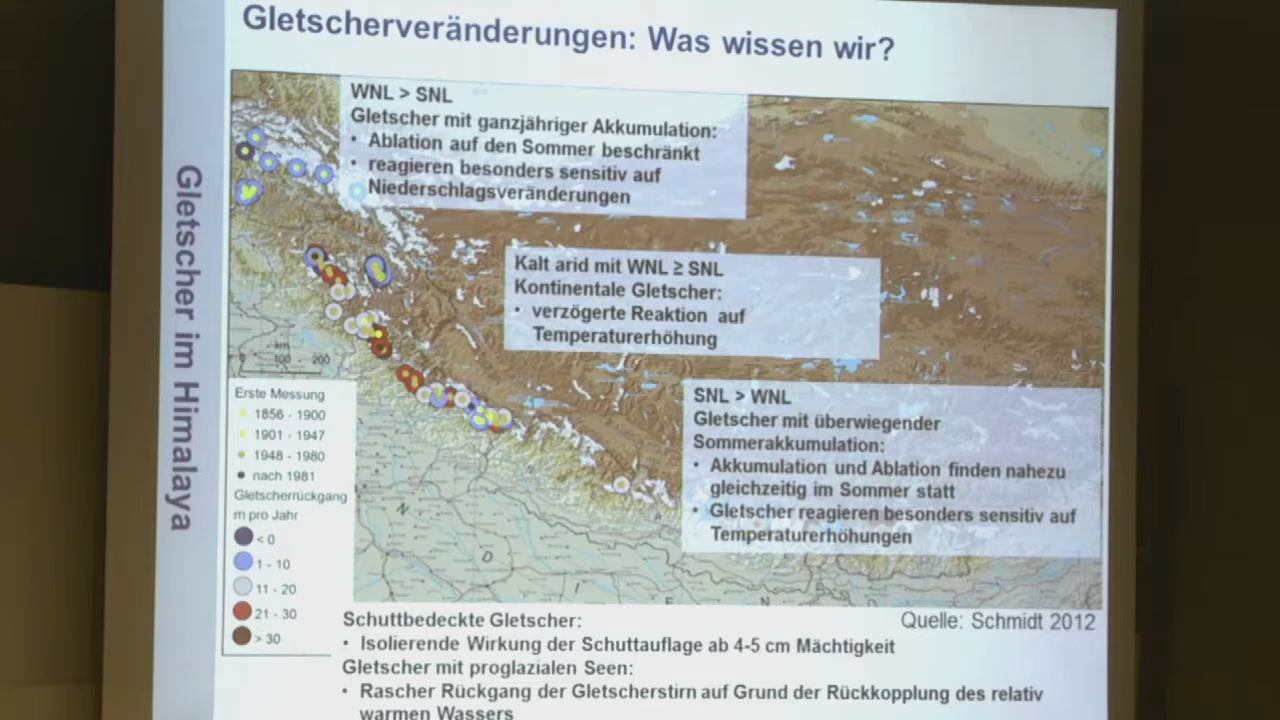 Gletscherveränderungen: Was wissen wir?
Gletscher im Himalaya
WNL > SNL
Gletscher mit ganzjähriger Akkumulation:
• Ablation auf den Sommer beschränkt
• reagieren besonders sensitiv auf
Niederschlagsveränderungen
Kalt arid mit WNL ≥ SNL
Kontinentale Gletscher:
• verzögerte Reaktion auf
Temperaturerhöhung
SNL > WNL
Gletscher mit überwiegender
Sommerakkumulation:
• Akkumulation und Ablation finden nahezu
gleichzeitig im Sommer statt
• Gletscher reagieren besonders sensitiv auf
Temperaturerhöhungen
km
0 100 200
Erste Messung
1856 - 1900
1901 - 1947
1948 - 1980
nach 1981
Gletscherrückgang
m pro Jahr
< 0
1 - 10
11 - 20
21 - 30
> 30
N D I E N
Quelle: Schmidt 2012
Schuttbedeckte Gletscher:
• Isolierende Wirkung der Schuttauflage ab 4-5 cm Mächtigkeit
Gletscher mit proglazialen Seen:
• Rascher Rückgang der Gletscherstirn auf Grund der Rückkopplung des relativ
warmen Wassers